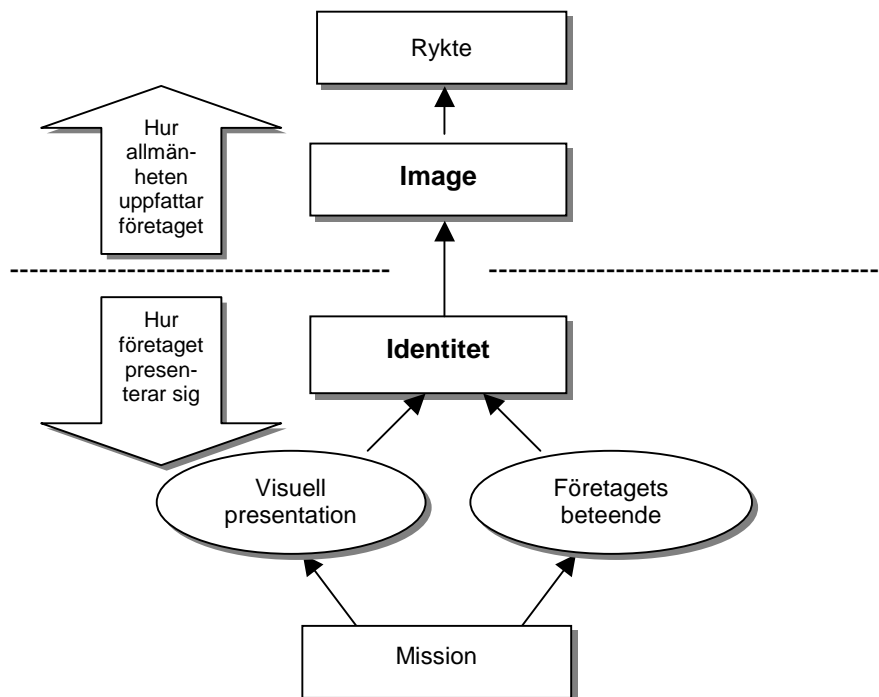 Rykte
Hur
allmän-
heten
uppfattar
företaget
Image
Hur
företaget
presen-
terar sig
Identitet
Visuell
presentation
Företagets
beteende
Mission